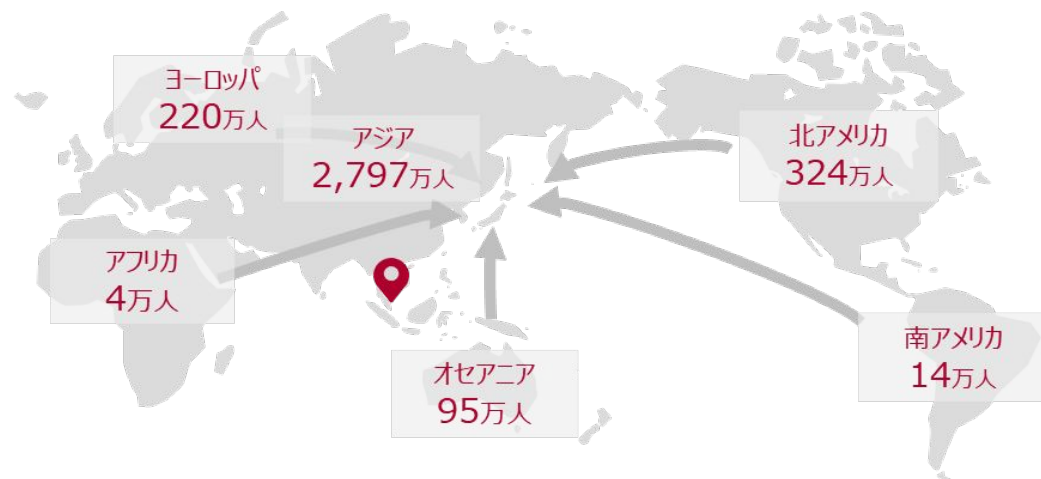 ヨーロッパ
220万人
アジア
2,797万人
北アメリカ
324万人
アフリカ
4万人
オセアニア
95万人
南アメリカ
14万人